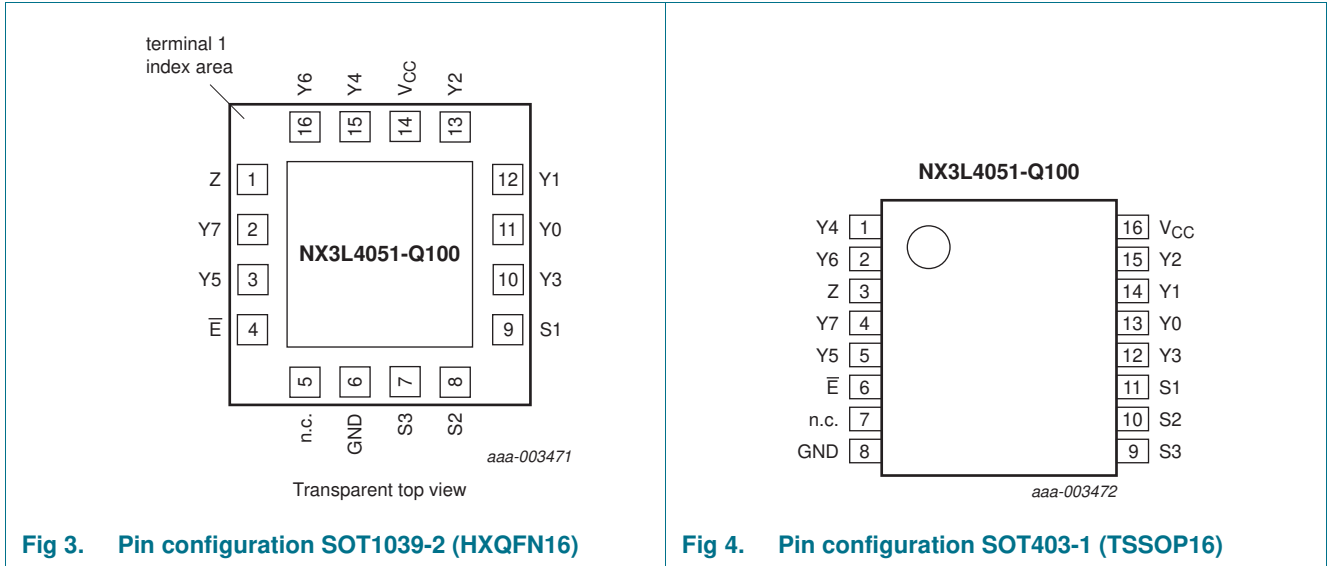 terminal 1
index area
Y6 Y4 VCC Y2
16 15 14 13
Z 1 12 Y1
Y7 2 11 Y0
NX3L4051-Q100
Y5 3 10 Y3
E̅ 4 9 S1
5 6 7 8
n.c. GND S3 S2
aaa-003471
Transparent top view
Fig 3. Pin configuration SOT1039-2 (HXQFN16)
NX3L4051-Q100
Y4 1 16 VCC
Y6 2 15 Y2
Z 3 14 Y1
Y7 4 13 Y0
Y5 5 12 Y3
E̅ 6 11 S1
n.c. 7 10 S2
GND 8 9 S3
aaa-003472
Fig 4. Pin configuration SOT403-1 (TSSOP16)